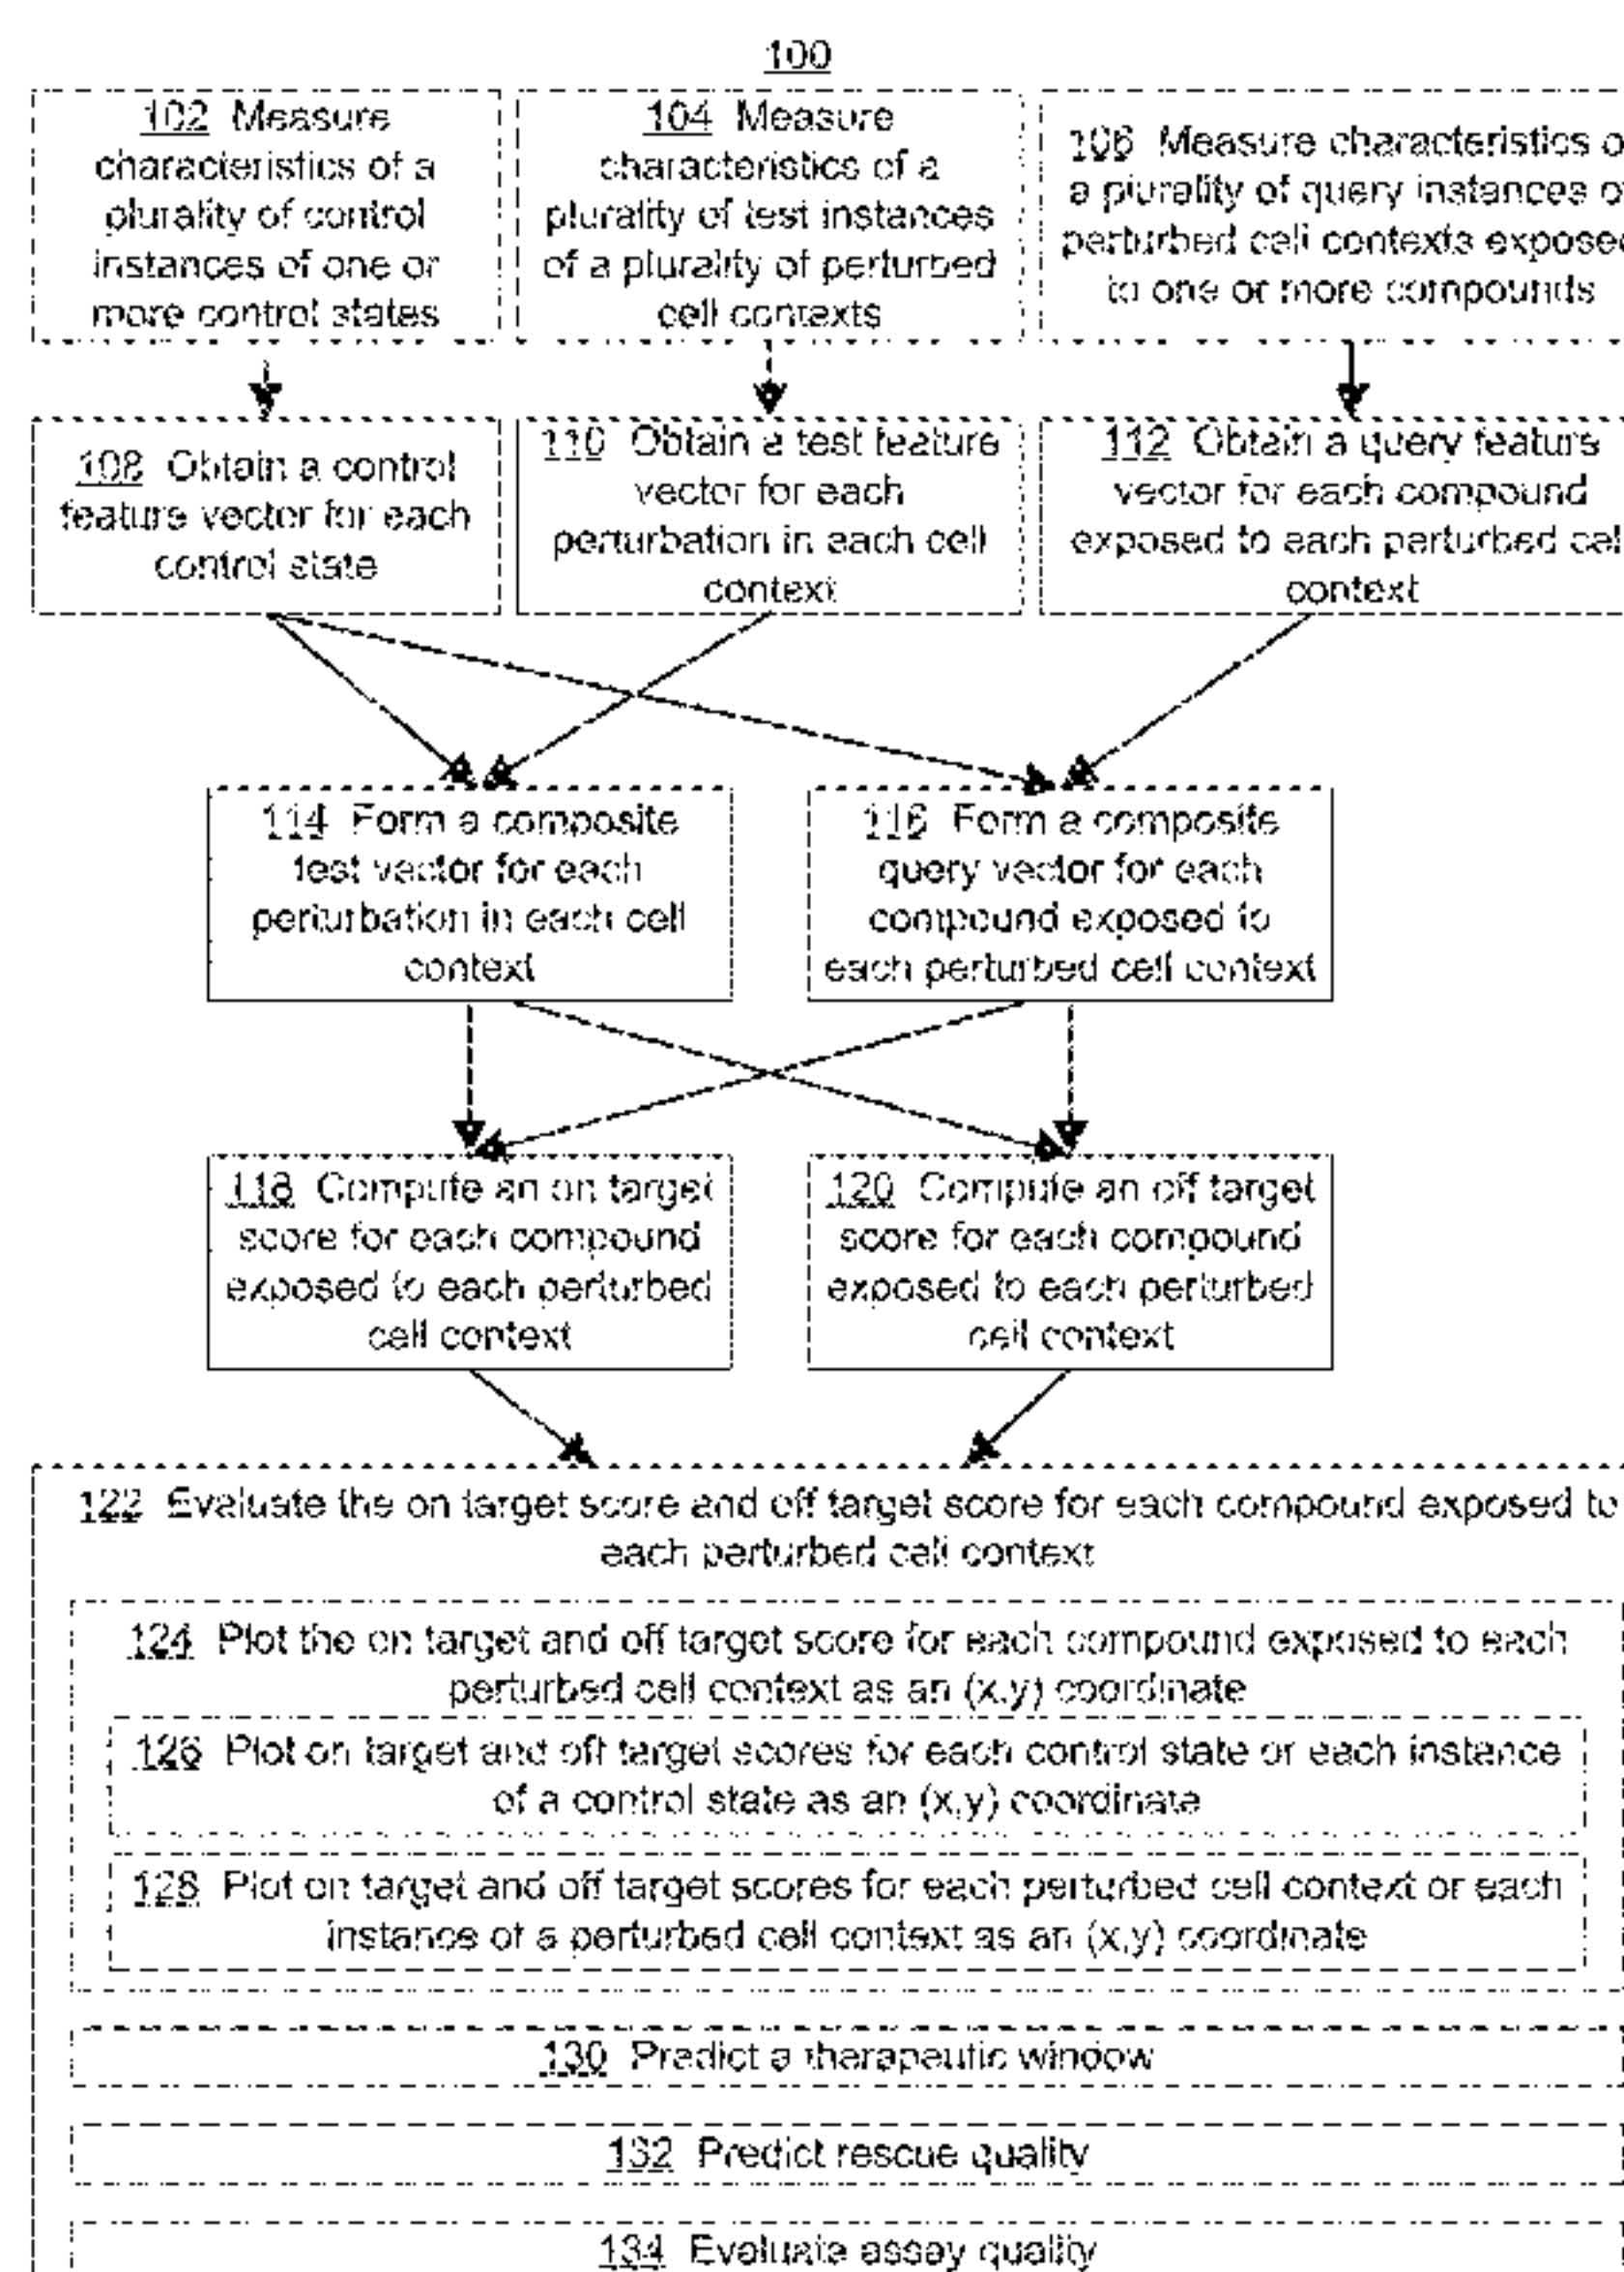 100
102 Measure
characteristics of a
plurality of control
instances of one or
more control states
104 Measure
characteristics of a
plurality of test instances
of a plurality of perturbed
cell contexts
106 Measure characteristics o
a plurality of query instances o
perturbed cell contexts expose
to one or more compounds
108 Obtain a control
feature vector for each
control state
110 Obtain a test feature
vector for each
perturbation in each cell
context
112 Obtain a query feature
vector for each compound
exposed to each perturbed cel
context
114 Form a composite
test vector for each
perturbation in each cell
context
116 Form a composite
query vector for each
compound exposed to
each perturbed cell context
118 Compute an on target
score for each compound
exposed to each perturbed
cell context
120 Compute an off target
score for each compound
exposed to each perturbed
cell context
122 Evaluate the on target score and off target score for each compound exposed to
each perturbed cell context
124 Plot the on target and off target score for each compound exposed to each
perturbed cell context as an (x,y) coordinate
126 Plot on target and off target scores for each control state or each instance
of a control state as an (x,y) coordinate
128 Plot on target and off target scores for each perturbed cell context or each
instance of a perturbed cell context as an (x,y) coordinate
130 Predict a therapeutic window
132 Predict rescue quality
134 Evaluate assay quality